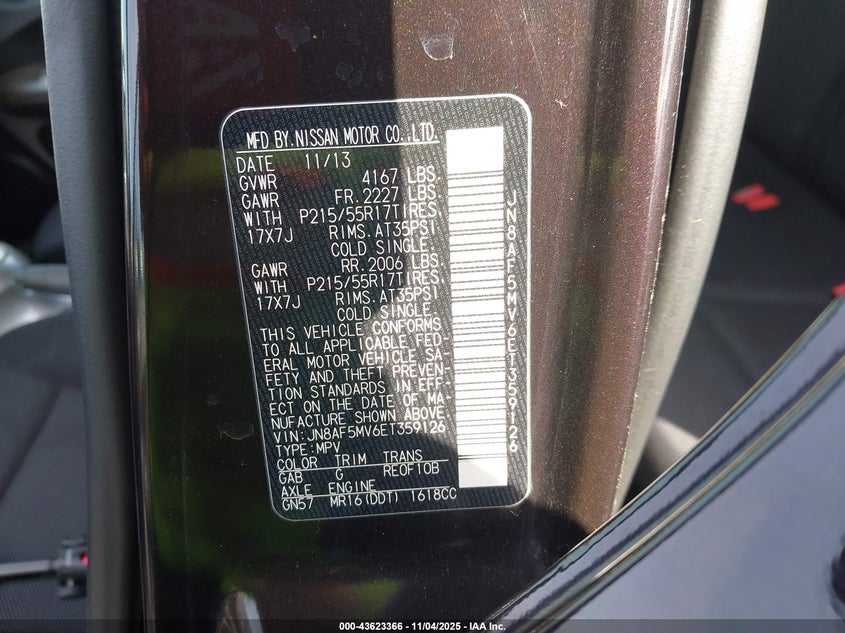 MFD BY.NISSAN MOTOR CO.,LTD.
DATE 11/13
GVWR 4167 LBS.
GAWR FR.2227 LBS
WITH P215/55R17TIRES,
17X7J RIMS.AT35PSI
COLD SINGLE.
GAWR RR.2006 LBS
WITH P215/55R17TIRES,
17X7J RIMS.AT35PSI
COLD SINGLE.
THIS VEHICLE CONFORMS
TO ALL APPLICABLE FED-
ERAL MOTOR VEHICLE SA-
FETY AND THEFT PREVEN-
TION STANDARDS IN EFF-
ECT ON THE DATE OF MA-
NUFACTURE SHOWN ABOVE
VIN:JN8AF5MV6ET359126
TYPE:MPV
COLOR TRIM TRANS
GAB G RE0F10B
AXLE ENGINE
GN57 MR16(DDT) 1618CC
JN8AF5MV6ET359126
000-43623366 - 11/04/2025 - IAA Inc.